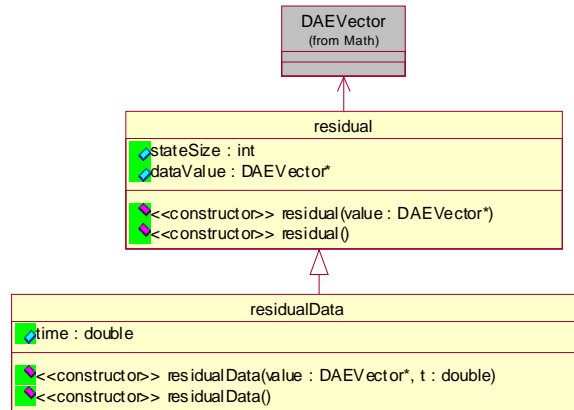 DAEVector
(from Math)
residual
stateSize : int
dataValue : DAEVector*
<<constructor>> residual(value : DAEVector*)
<<constructor>> residual()
residualData
time : double
<<constructor>> residualData(value : DAEVector*, t : double)
<<constructor>> residualData()